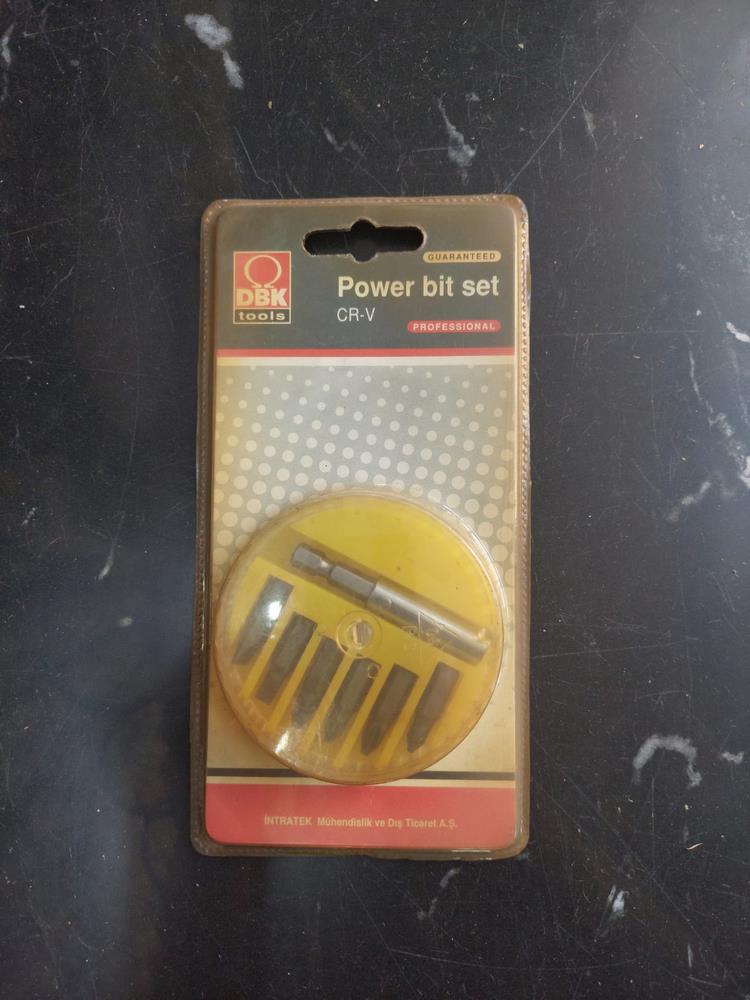 GUARANTEED
DBK
tools
Power bit set
CR-V
PROFESSIONAL
İNTRATEK Mühendislik ve Dış Ticaret A.Ş.